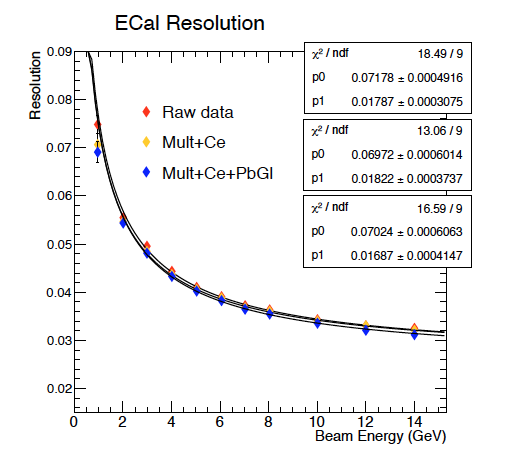 ECal Resolution
Resolution
0.09
0.08
0.07
0.06
0.05
0.04
0.03
0.02
Raw data
Mult+Ce
Mult+Ce+PbGl
χ² / ndf 18.49 / 9
p0 0.07178 ± 0.0004916
p1 0.01787 ± 0.0003075
χ² / ndf 13.06 / 9
p0 0.06972 ± 0.0006014
p1 0.01822 ± 0.0003737
χ² / ndf 16.59 / 9
p0 0.07024 ± 0.0006063
p1 0.01687 ± 0.0004147
0 2 4 6 8 10 12 14
Beam Energy (GeV)